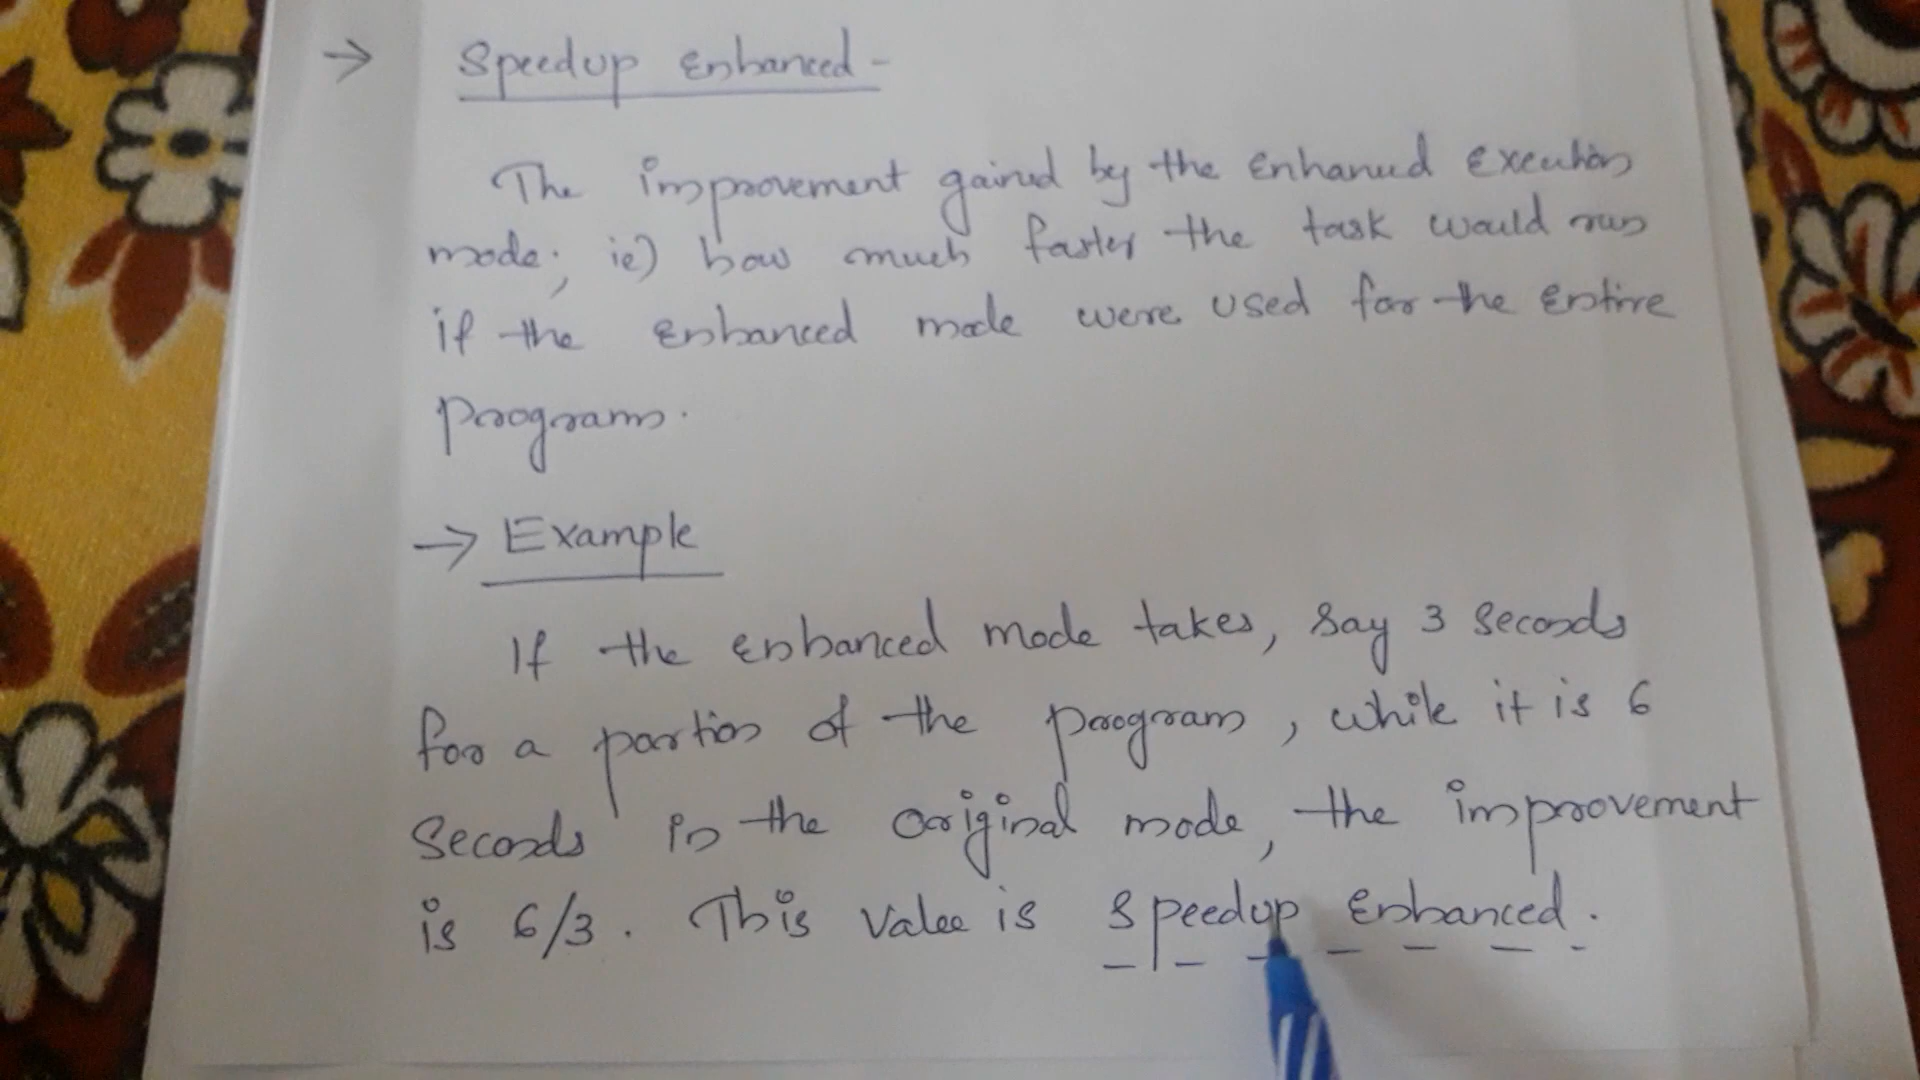 → Speedup Enhanced -
The improvement gained by the Enhanced Execution
mode; ie) how much faster the task would run
if the Enhanced mode were used for the Entire
program.
→ Example
If the enhanced mode takes, say 3 seconds
for a portion of the program, while it is 6
Seconds in the original mode, the improvement
is 6/3. This Value is Speedup Enhanced.